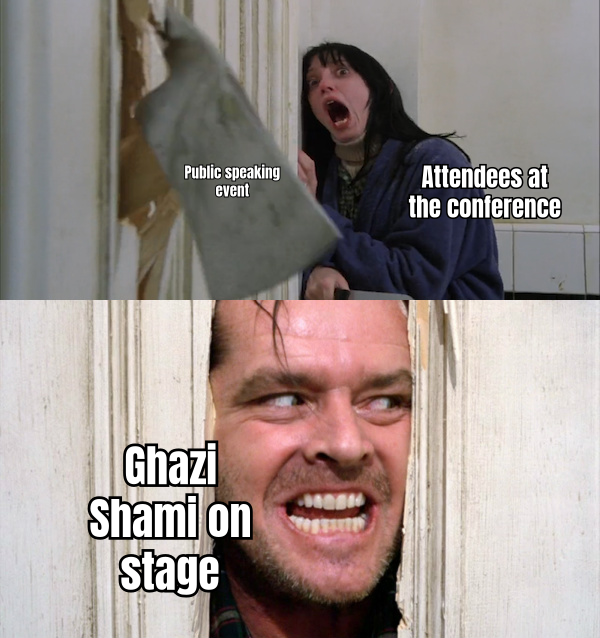 Public speaking
event
Attendees at
the conference
Ghazi
Shami on
stage